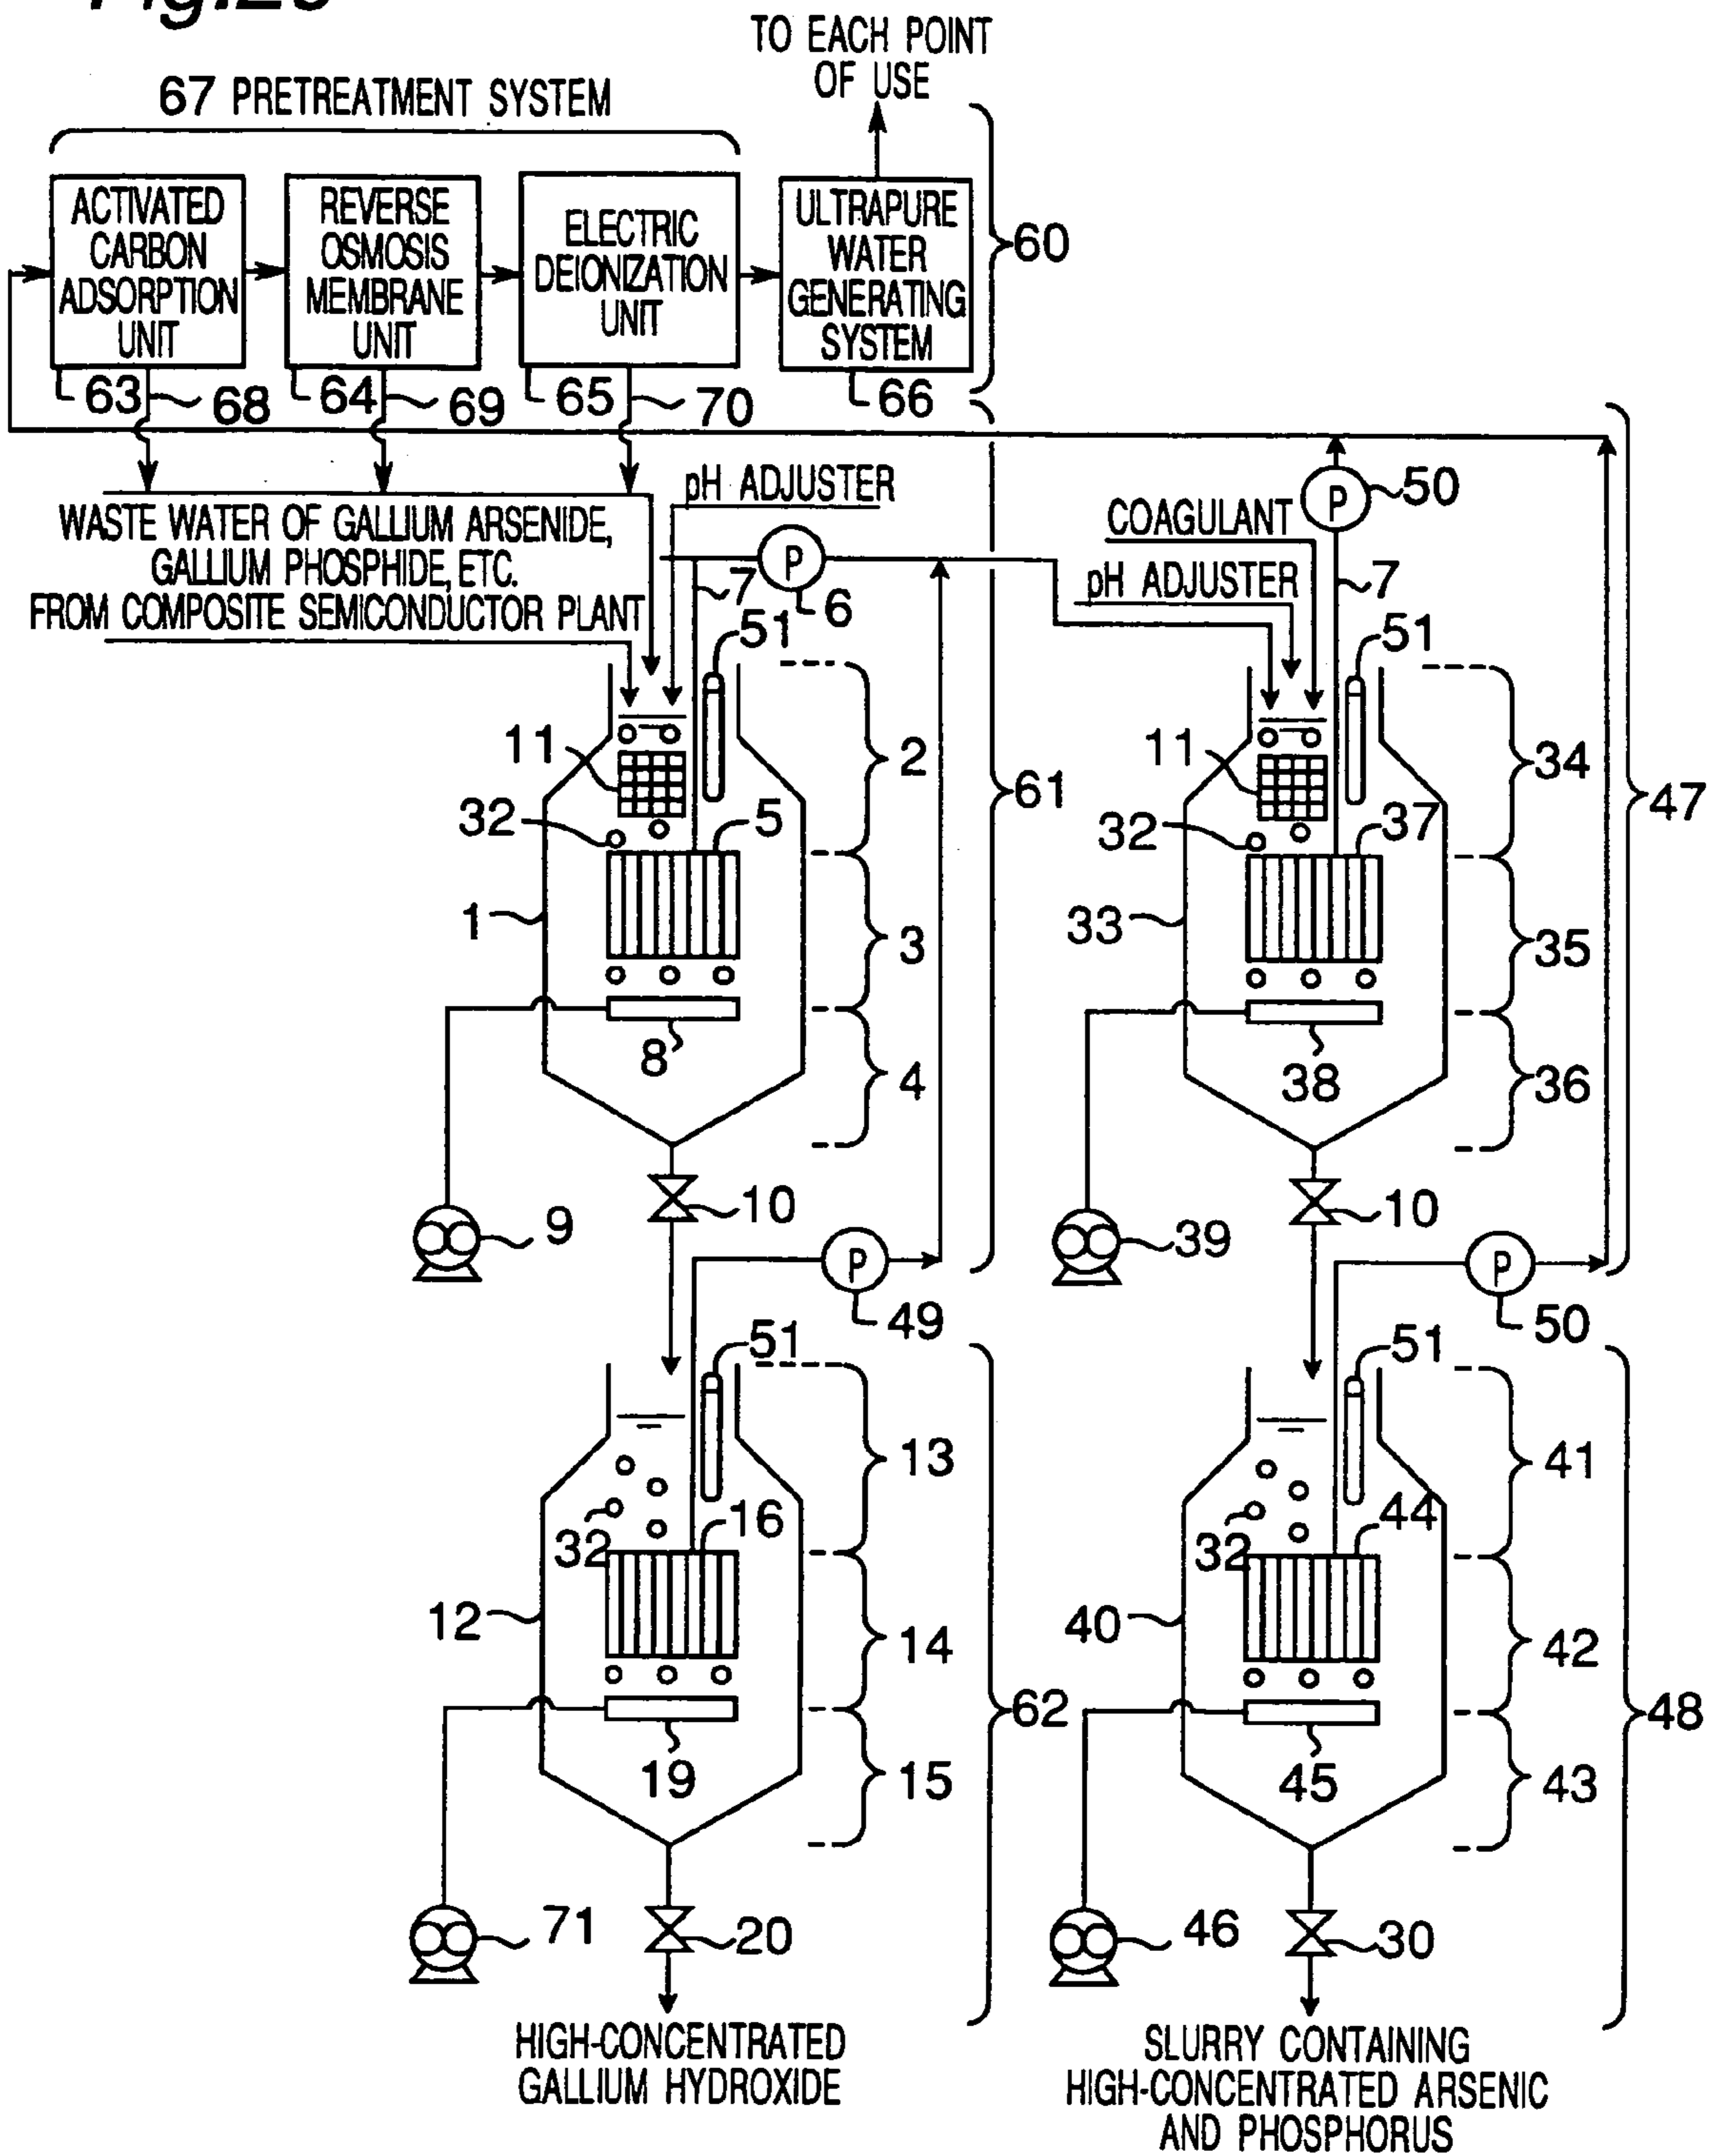 TO EACH POINT
OF USE
67 PRETREATMENT SYSTEM
ACTIVATED
CARBON
ADSORPTION
UNIT
REVERSE
OSMOSIS
MEMBRANE
UNIT
ELECTRIC
DEIONIZATION
UNIT
ULTRAPURE
WATER
GENERATING
SYSTEM
60
63
68
64
69
65
70
66
pH ADJUSTER
P
50
COAGULANT
WASTE WATER OF GALLIUM ARSENIDE,
GALLIUM PHOSPHIDE, ETC.
FROM COMPOSITE SEMICONDUCTOR PLANT
P
6
7
51
pH ADJUSTER
7
51
11
2
61
11
34
47
32
5
32
37
1
3
33
35
8
4
38
36
9
10
39
10
P
49
P
50
51
13
51
41
32
16
32
44
12
14
62
40
42
48
19
15
45
43
71
20
46
30
HIGH-CONCENTRATED
GALLIUM HYDROXIDE
SLURRY CONTAINING
HIGH-CONCENTRATED ARSENIC
AND PHOSPHORUS